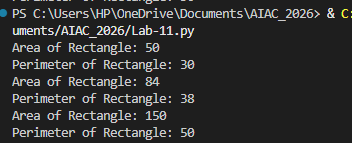 PS C:\Users\HP\OneDrive\Documents\AIAC_2026> & C:
uments/AIAC_2026/Lab-11.py
Area of Rectangle: 50
Perimeter of Rectangle: 30
Area of Rectangle: 84
Perimeter of Rectangle: 38
Area of Rectangle: 150
Perimeter of Rectangle: 50